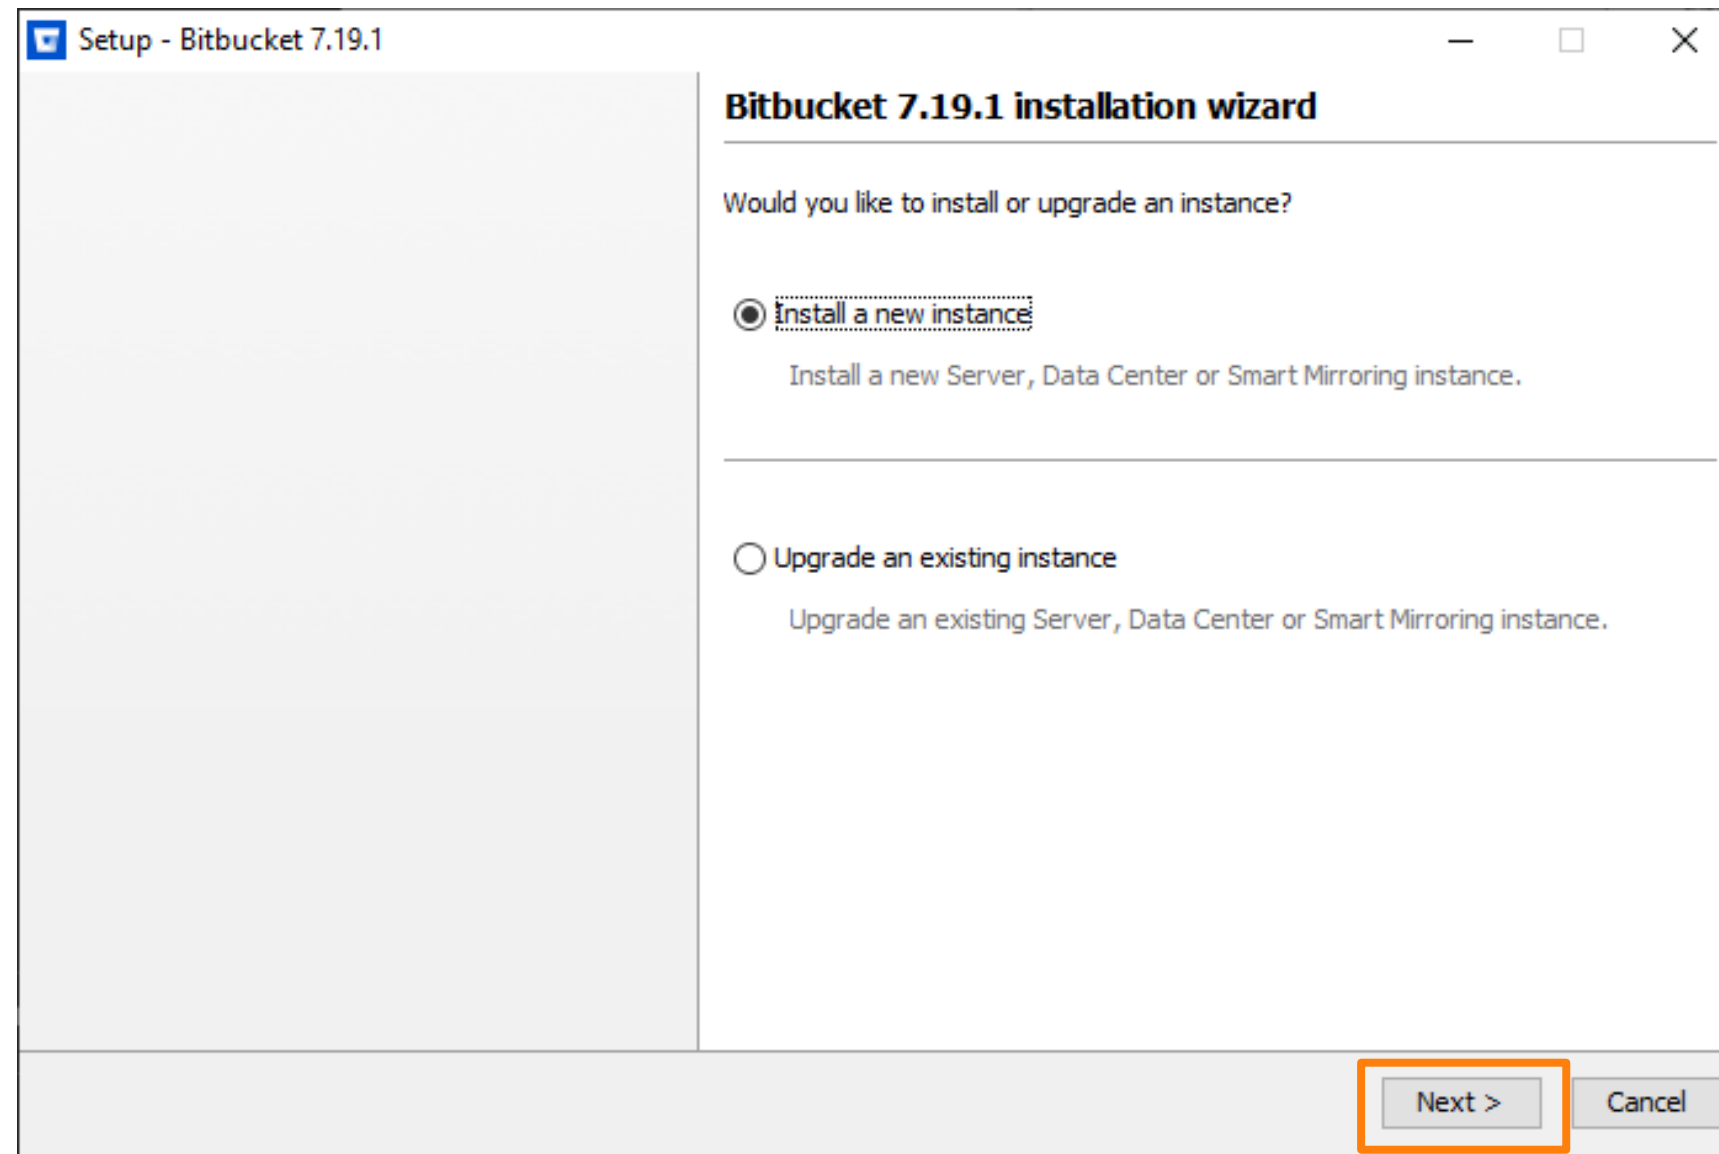 Setup - Bitbucket 7.19.1
Bitbucket 7.19.1 installation wizard
Would you like to install or upgrade an instance?
Install a new instance
Install a new Server, Data Center or Smart Mirroring instance.
Upgrade an existing instance
Upgrade an existing Server, Data Center or Smart Mirroring instance.
Next >
Cancel